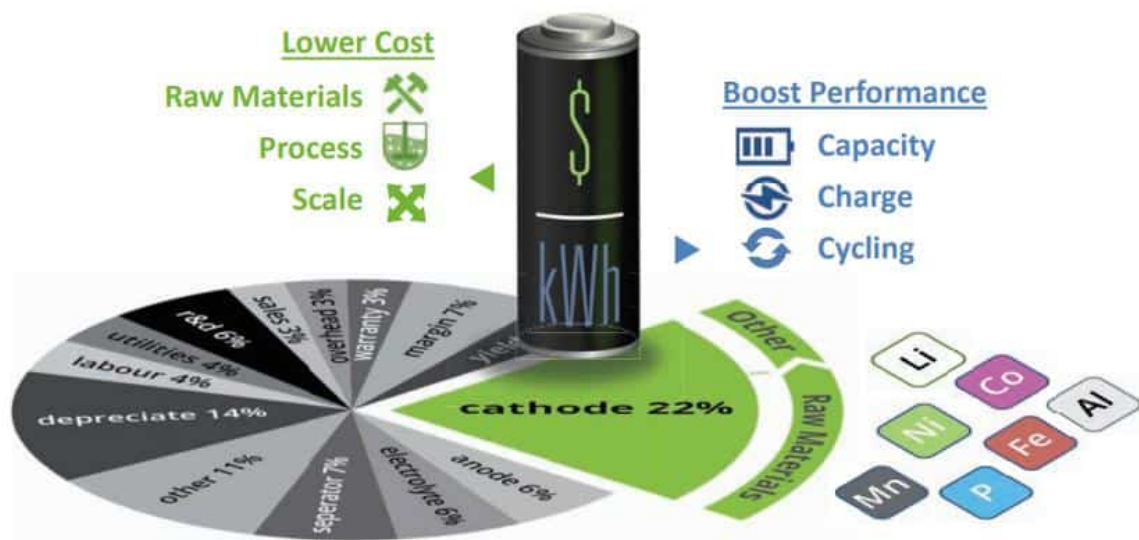 Lower Cost
Raw Materials
Process
Scale
$
kWh
Boost Performance
Capacity
Charge
Cycling
sales 3%
overhead 3%
warranty 3%
margin 7%
r&d 6%
utilities 4%
labour 4%
depreciate 14%
other 11%
seperator 7%
electrolyte 6%
anode 6%
cathode 22%
Other
Raw Materials
Li
Co
Al
Ni
Fe
Mn
P